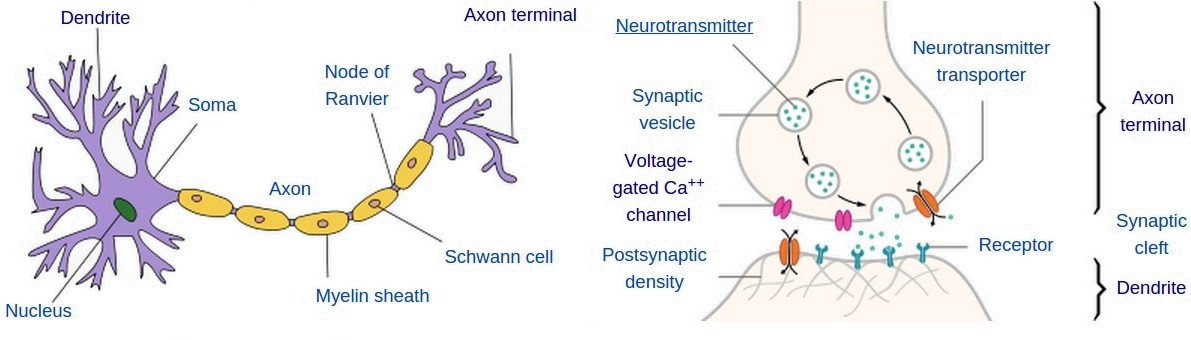 Dendrite
Axon terminal
Node of
Ranvier
Soma
Axon
Schwann cell
Myelin sheath
Nucleus
Neurotransmitter
Neurotransmitter
transporter
Synaptic
vesicle
Axon
terminal
Voltage-
gated Ca⁺⁺
channel
Synaptic
cleft
Receptor
Postsynaptic
density
Dendrite